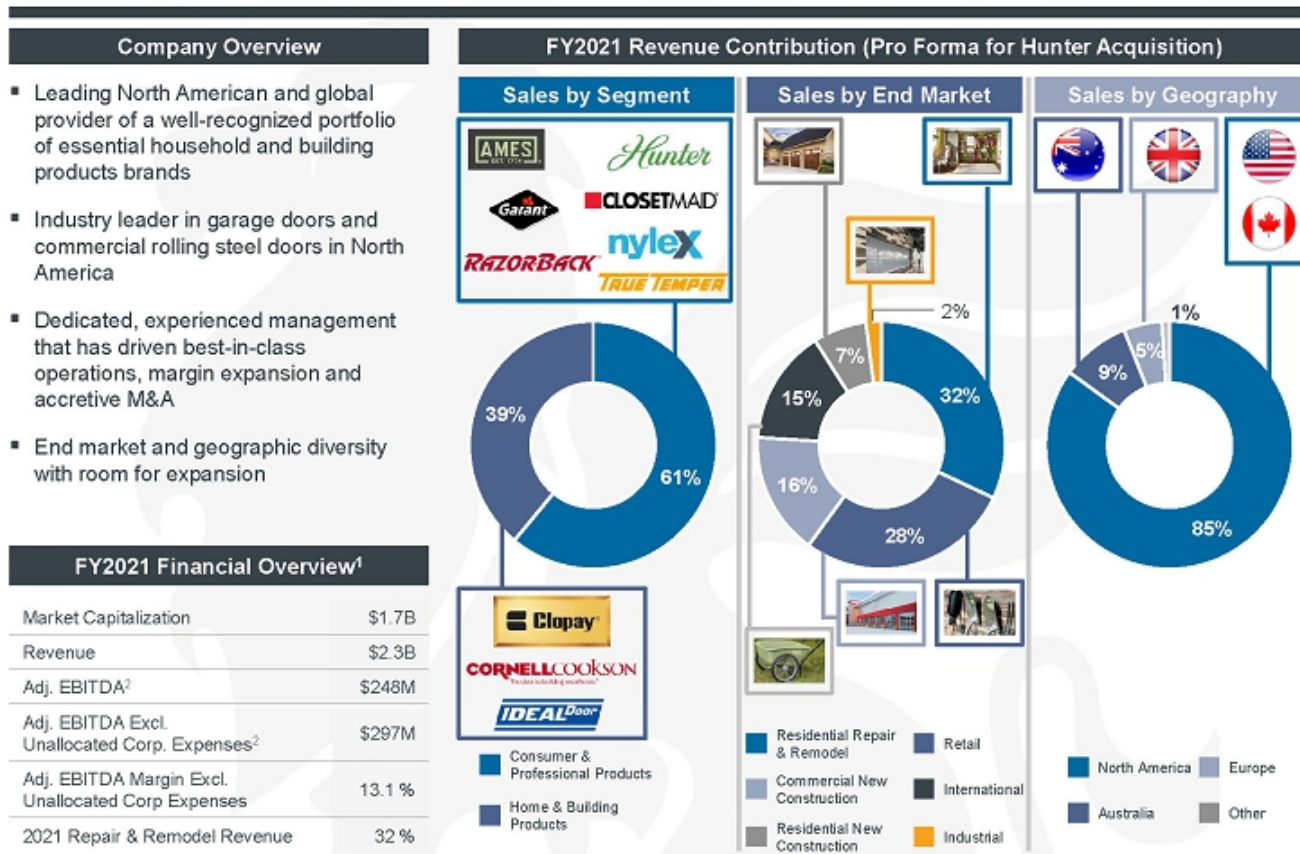 Company Overview
▪ Leading North American and global
provider of a well-recognized portfolio
of essential household and building
products brands
▪ Industry leader in garage doors and
commercial rolling steel doors in North
America
▪ Dedicated, experienced management
that has driven best-in-class
operations, margin expansion and
accretive M&A
▪ End market and geographic diversity
with room for expansion
FY2021 Financial Overview¹
Market Capitalization $1.7B
Revenue $2.3B
Adj. EBITDA² $248M
Adj. EBITDA Excl.
Unallocated Corp. Expenses² $297M
Adj. EBITDA Margin Excl.
Unallocated Corp Expenses 13.1 %
2021 Repair & Remodel Revenue 32 %
FY2021 Revenue Contribution (Pro Forma for Hunter Acquisition)
Sales by Segment
AMES
EST. 1774
Hunter
Garant
CLOSETMAID
RAZORBACK
nylex
TRUE TEMPER
39%
61%
Clopay
CORNELLCOOKSON
IDEAL Door
Consumer &
Professional Products
Home & Building
Products
Sales by End Market
2%
7%
32%
15%
16%
28%
Residential Repair
& Remodel
Retail
Commercial New
Construction
International
Residential New
Construction
Industrial
Sales by Geography
1%
5%
9%
85%
North America
Europe
Australia
Other